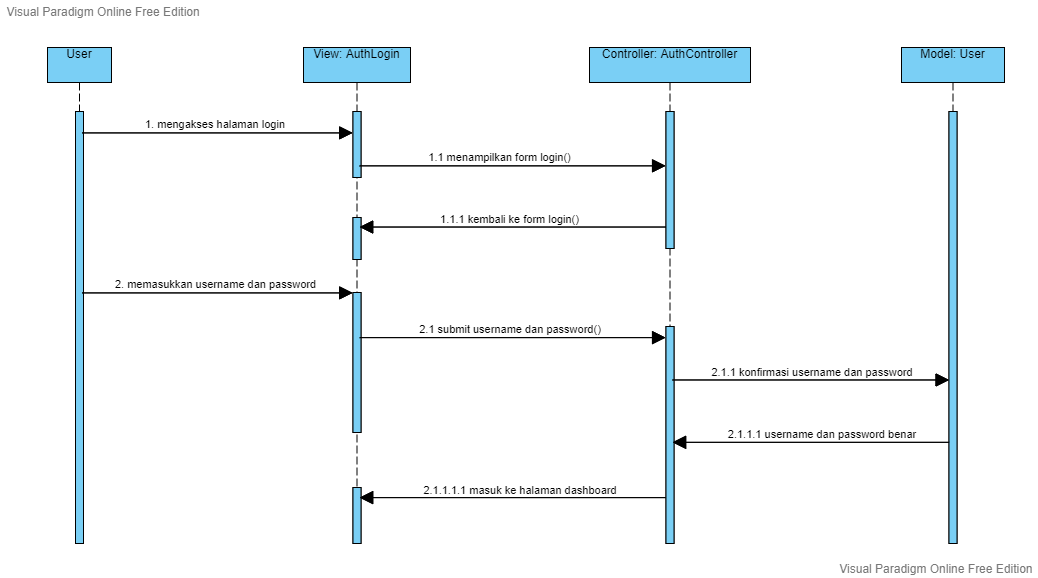 Visual Paradigm Online Free Edition
User
View: AuthLogin
Controller: AuthController
Model: User
1. mengakses halaman login
1.1 menampilkan form login()
1.1.1 kembali ke form login()
2. memasukkan username dan password
2.1 submit username dan password()
2.1.1 konfirmasi username dan password
2.1.1.1 username dan password benar
2.1.1.1.1 masuk ke halaman dashboard
Visual Paradigm Online Free Edition